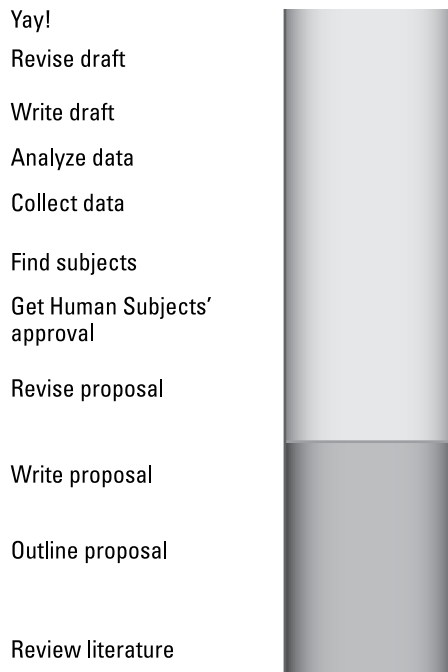 Yay!
Revise draft
Write draft
Analyze data
Collect data
Find subjects
Get Human Subjects’
approval
Revise proposal
Write proposal
Outline proposal
Review literature